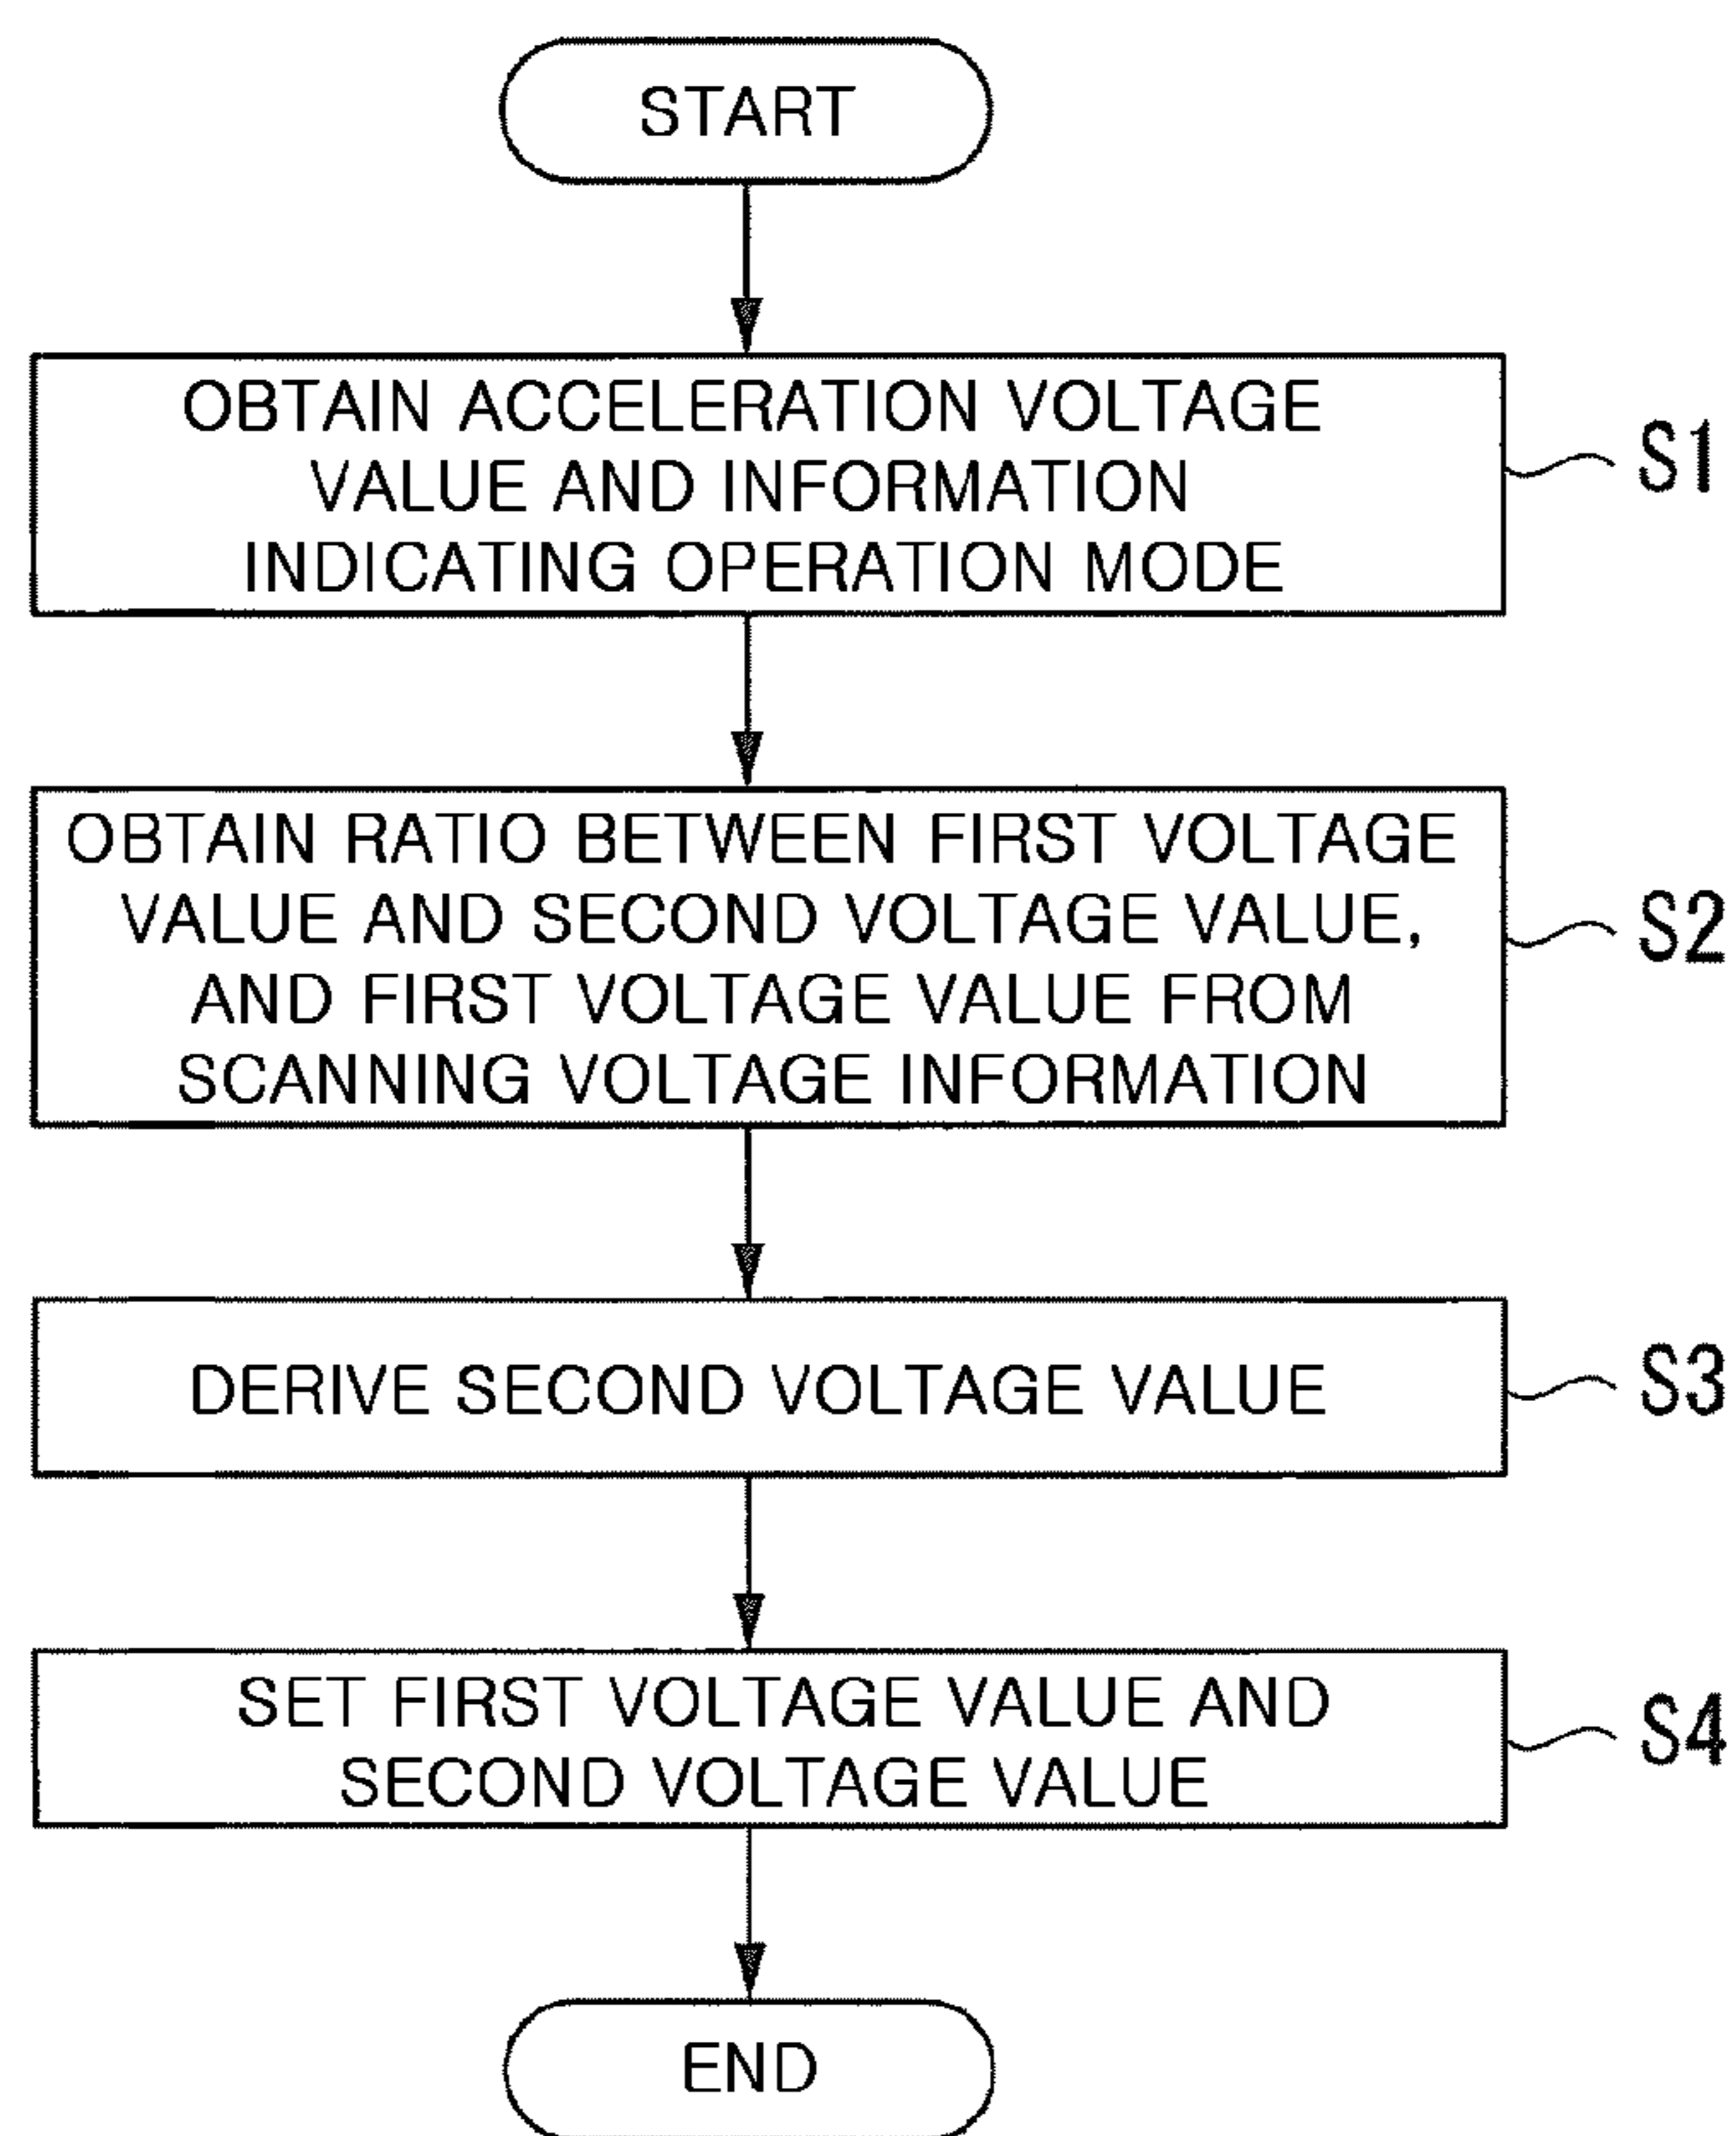 START
OBTAIN ACCELERATION VOLTAGE
VALUE AND INFORMATION
INDICATING OPERATION MODE
S1
OBTAIN RATIO BETWEEN FIRST VOLTAGE
VALUE AND SECOND VOLTAGE VALUE,
AND FIRST VOLTAGE VALUE FROM
SCANNING VOLTAGE INFORMATION
S2
DERIVE SECOND VOLTAGE VALUE
S3
SET FIRST VOLTAGE VALUE AND
SECOND VOLTAGE VALUE
S4
END